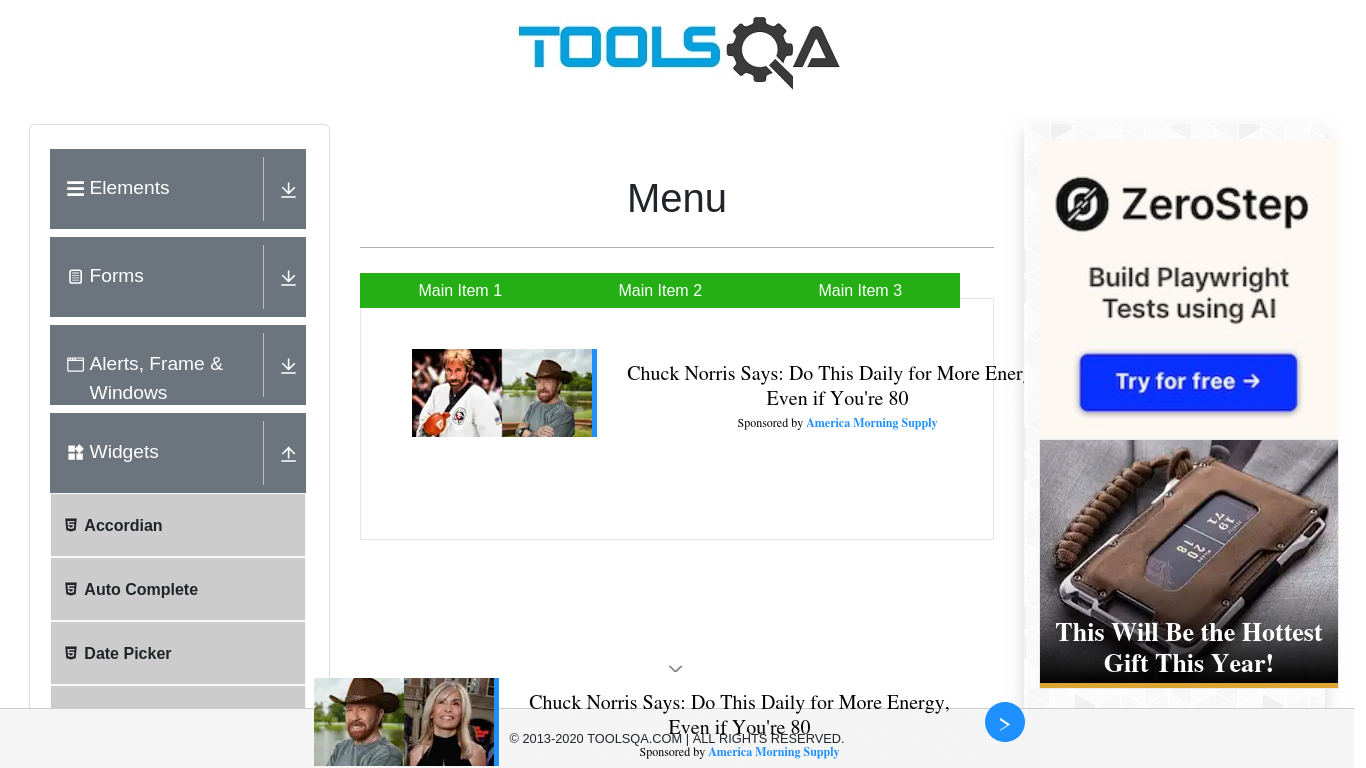 TOOLSQA
Elements
Forms
Alerts, Frame &
Windows
Widgets
Accordian
Auto Complete
Date Picker
Menu
Main Item 1
Main Item 2
Main Item 3
Chuck Norris Says: Do This Daily for More Energ
Even if You're 80
Sponsored by America Morning Supply
ZeroStep
Build Playwright
Tests using AI
Try for free →
19 71
20 18
This Will Be the Hottest
Gift This Year!
Chuck Norris Says: Do This Daily for More Energy,
Even if You're 80
© 2013-2020 TOOLSQA.COM | ALL RIGHTS RESERVED.
Sponsored by America Morning Supply